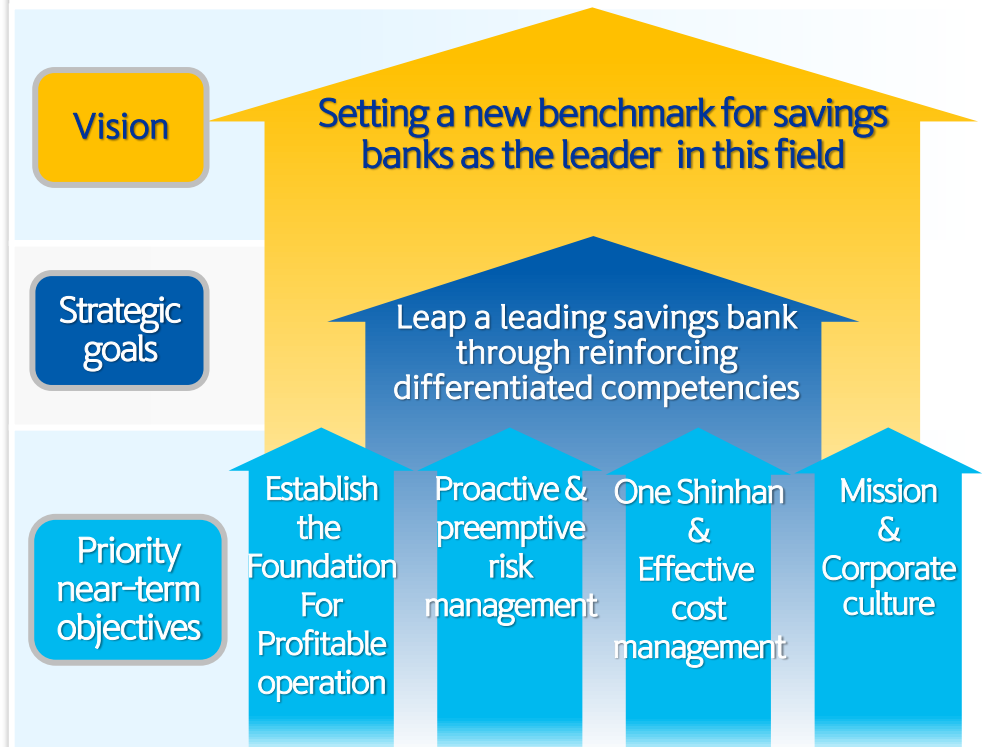 Vision
Setting a new benchmark for savings
banks as the leader in this field
Strategic
goals
Leap a leading savings bank
through reinforcing
differentiated competencies
Priority
near-term
objectives
Establish
the
Foundation
For
Profitable
operation
Proactive &
preemptive
risk
management
One Shinhan
&
Effective
cost
management
Mission
&
Corporate
culture